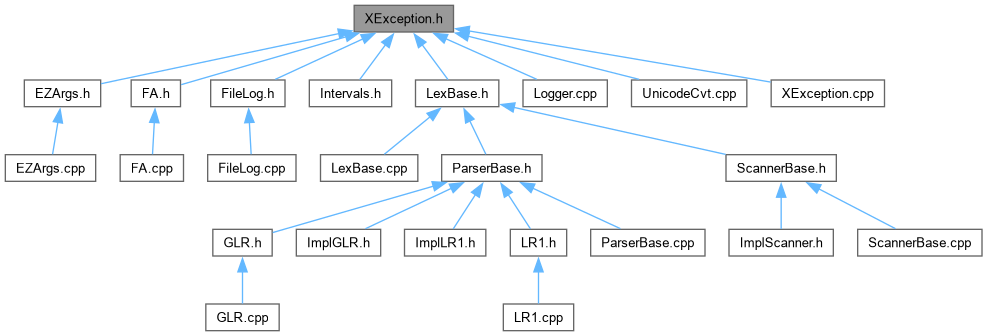 XException.h
EZArgs.h
FA.h
FileLog.h
Intervals.h
LexBase.h
Logger.cpp
UnicodeCvt.cpp
XException.cpp
EZArgs.cpp
FA.cpp
FileLog.cpp
LexBase.cpp
ParserBase.h
ScannerBase.h
GLR.h
ImplGLR.h
ImplLR1.h
LR1.h
ParserBase.cpp
ImplScanner.h
ScannerBase.cpp
GLR.cpp
LR1.cpp